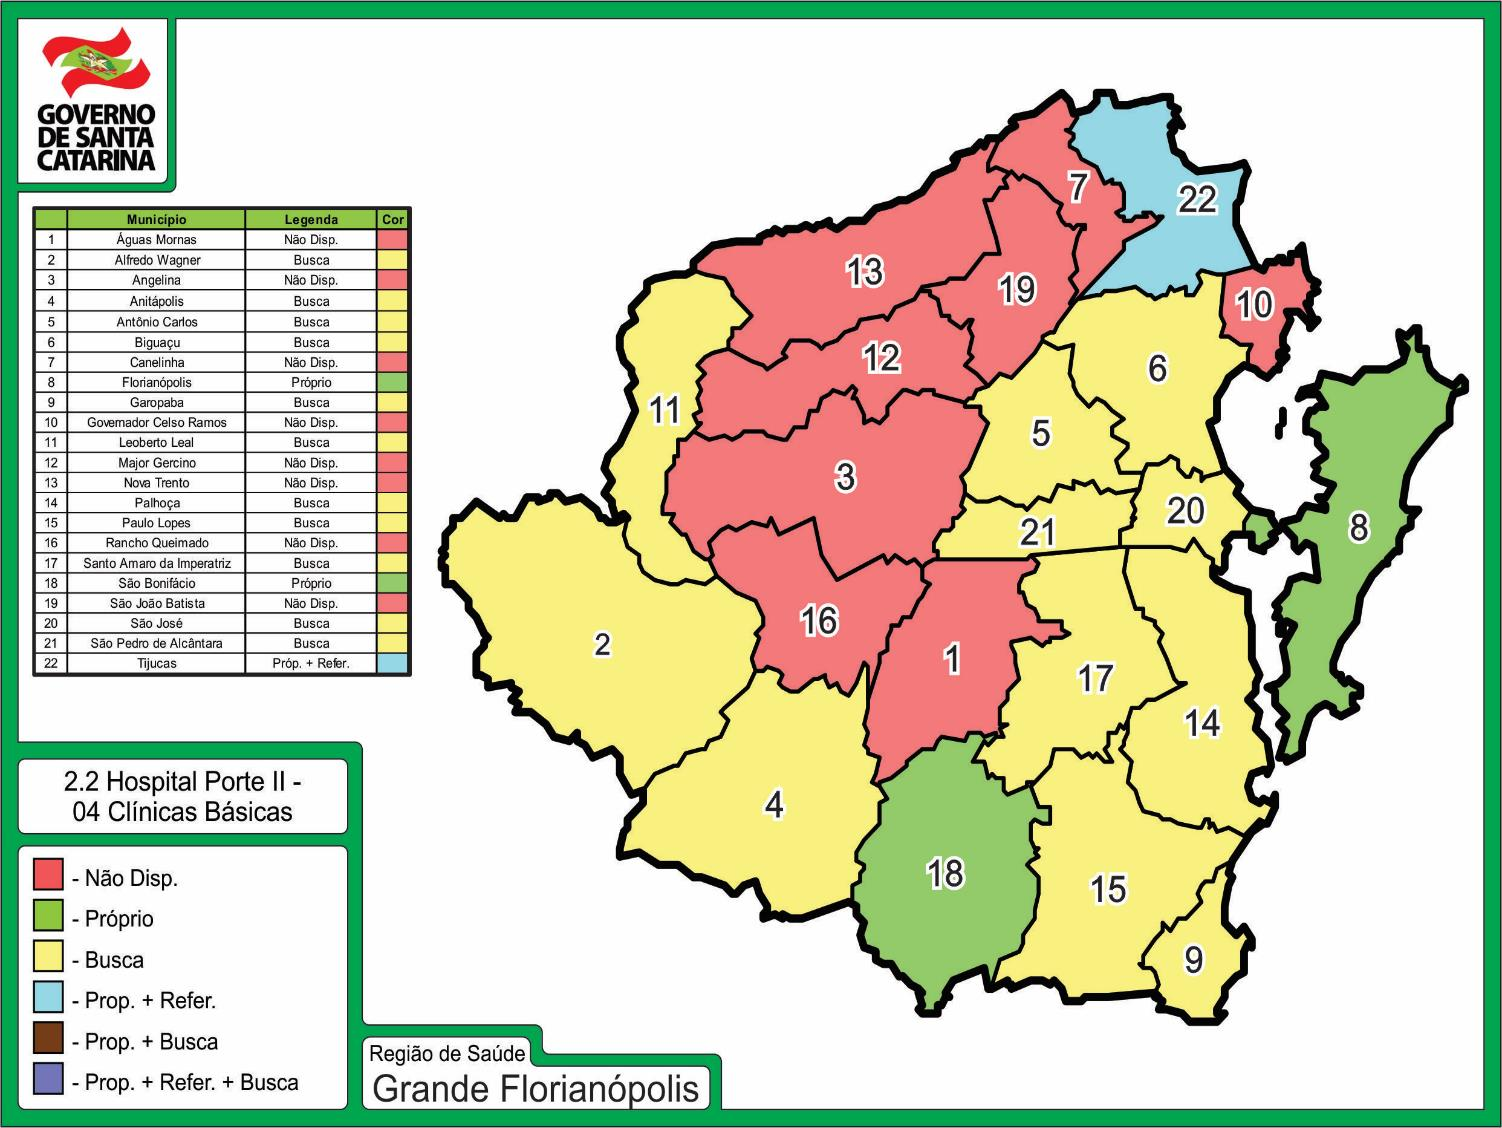 GOVERNO
DE SANTA
CATARINA
Município Legenda Cor
1 Águas Mornas Não Disp.
2 Alfredo Wagner Busca
3 Angelina Não Disp.
4 Anitápolis Busca
5 Antônio Carlos Busca
6 Biguaçu Busca
7 Canelinha Não Disp.
8 Florianópolis Próprio
9 Garopaba Busca
10 Governador Celso Ramos Não Disp.
11 Leoberto Leal Busca
12 Major Gercino Não Disp.
13 Nova Trento Não Disp.
14 Palhoça Busca
15 Paulo Lopes Busca
16 Rancho Queimado Não Disp.
17 Santo Amaro da Imperatriz Busca
18 São Bonifácio Próprio
19 São João Batista Não Disp.
20 São José Busca
21 São Pedro de Alcântara Busca
22 Tijucas Próp. + Refer.
7
22
13
19
10
12
6
11
5
3
20
8
21
16
2
1
17
14
4
18
15
9
2.2 Hospital Porte II -
04 Clínicas Básicas
- Não Disp.
- Próprio
- Busca
- Prop. + Refer.
- Prop. + Busca
- Prop. + Refer. + Busca
Região de Saúde
Grande Florianópolis